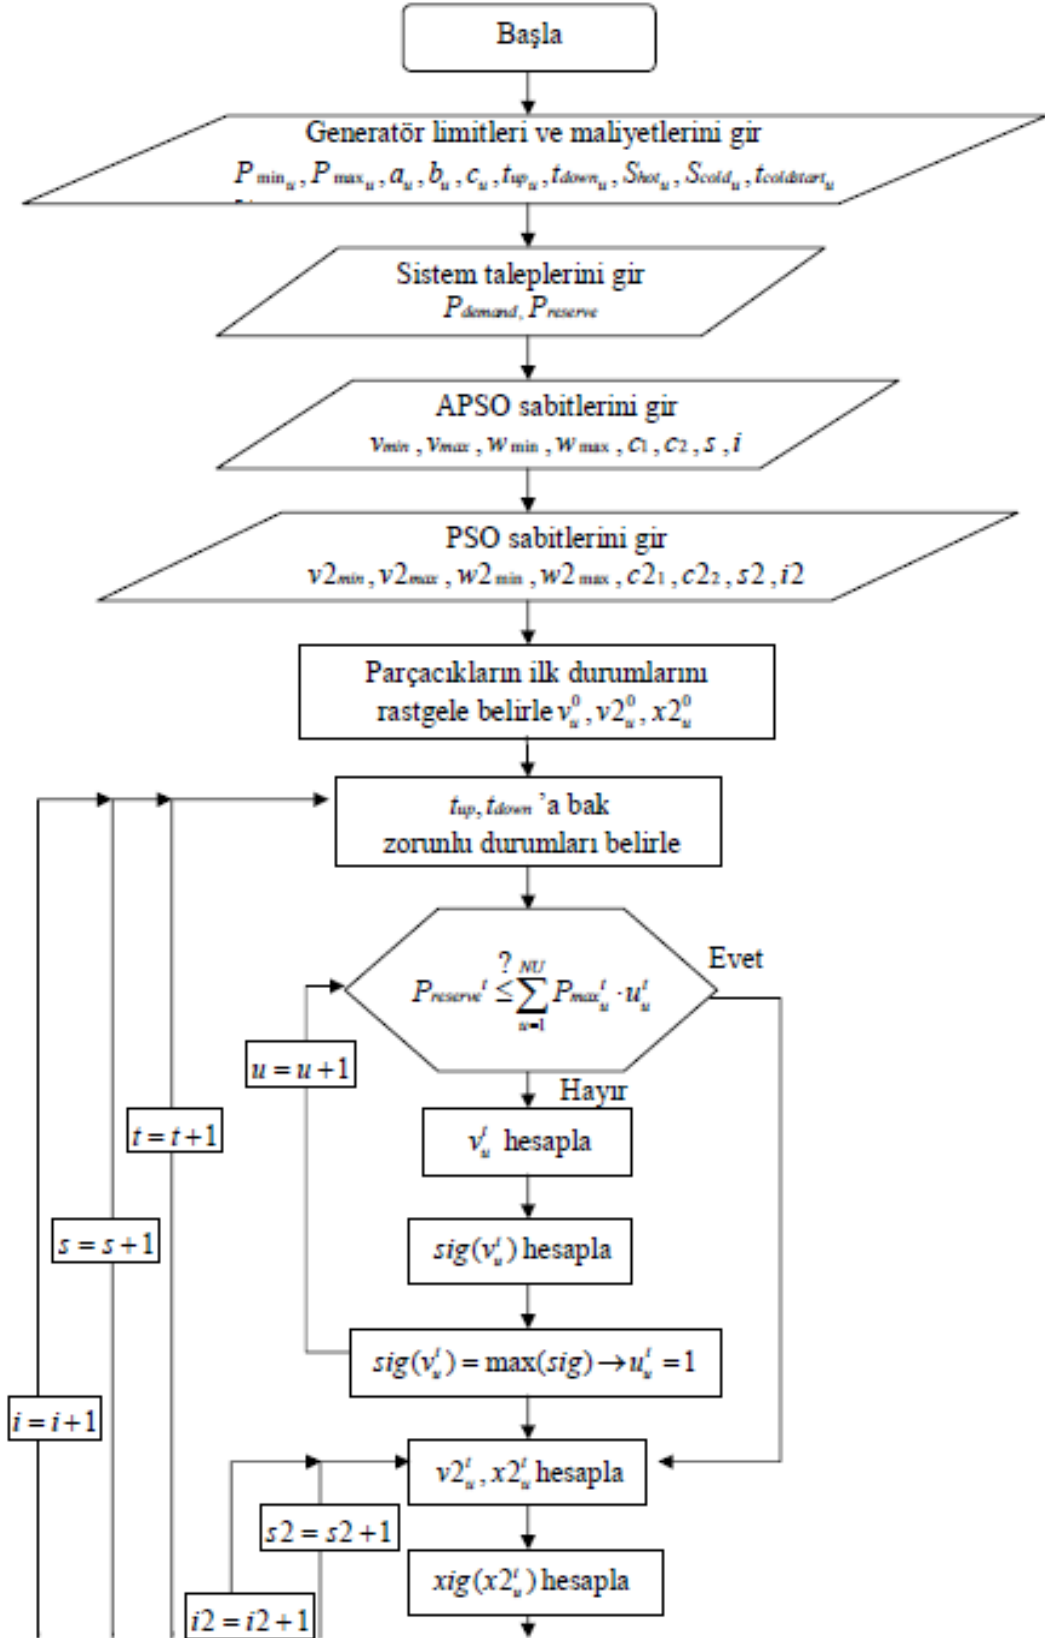 Başla
Generatör limitleri ve maliyetlerini gir
P_min_u, P_max_u, a_u, b_u, c_u, t_up_u, t_down_u, S_hot_u, S_cold_u, t_coldstart_u
Sistem taleplerini gir
P_demand, P_reserve
APSO sabitlerini gir
v_min, v_max, w_min, w_max, c_1, c_2, s, i
PSO sabitlerini gir
v2_min, v2_max, w2_min, w2_max, c2_1, c2_2, s2, i2
Parçacıkların ilk durumlarını
rastgele belirle v_u^0, v2_u^0, x2_u^0
t_up, t_down 'a bak
zorunlu durumları belirle
P_reserve^t ≤? ∑_{u=1}^{NU} P_max_u^t · u_u^t
Evet
u = u + 1
Hayır
t = t + 1
v_u^t hesapla
s = s + 1
sig(v_u^t) hesapla
sig(v_u^t) = max(sig) → u_u^t = 1
i = i + 1
v2_u^t, x2_u^t hesapla
s2 = s2 + 1
xig(x2_u^t) hesapla
i2 = i2 + 1